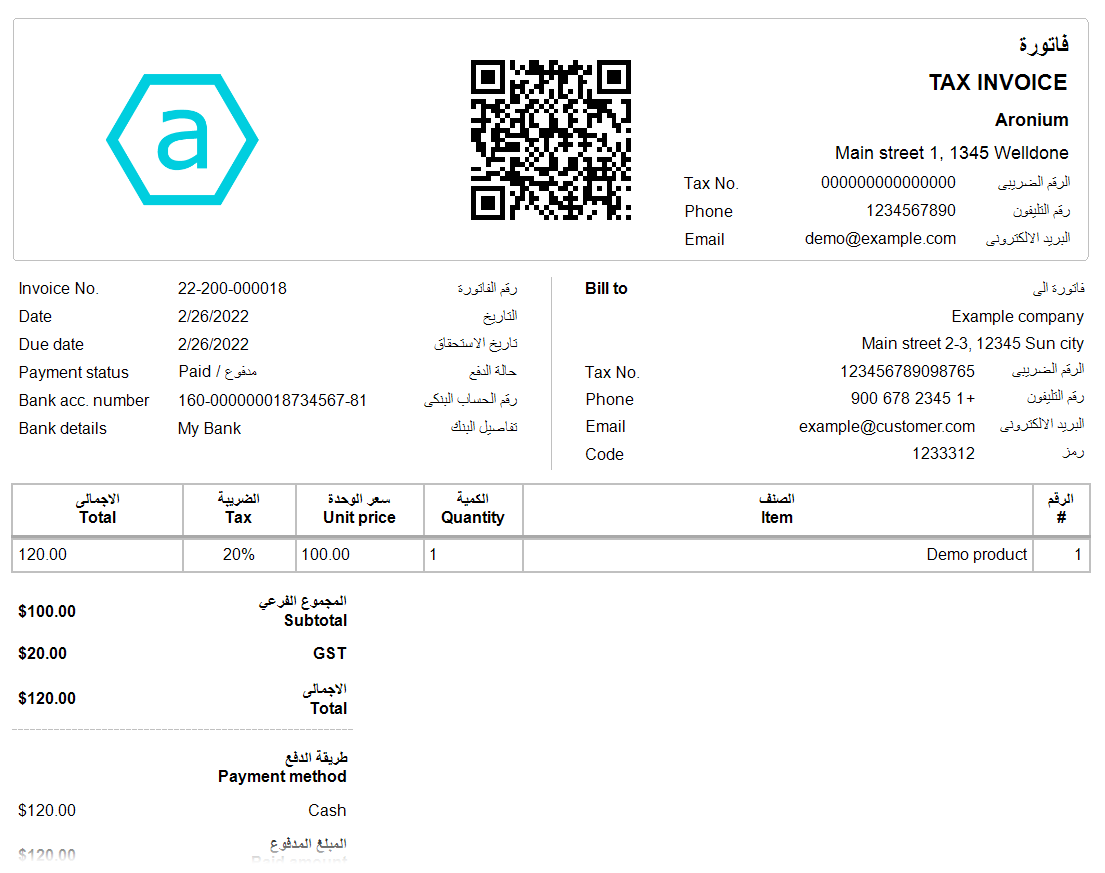 a
فاتورة
TAX INVOICE
Aronium
Main street 1, 1345 Welldone
Tax No. 000000000000000 الرقم الضريبى
Phone 1234567890 رقم التليفون
Email demo@example.com البريد الالكترونى
Invoice No. 22-200-000018 رقم الفاتورة
Date 2/26/2022 التاريخ
Due date 2/26/2022 تاريخ الاستحقاق
Payment status Paid / مدفوع حالة الدفع
Bank acc. number 160-000000018734567-81 رقم الحساب البنكى
Bank details My Bank تفاصيل البنك
Bill to فاتورة الى
Example company
Main street 2-3, 12345 Sun city
Tax No. 123456789098765 الرقم الضريبى
Phone 900 678 2345 1+ رقم التليفون
Email example@customer.com البريد الالكترونى
Code 1233312 رمز
الاجمالى الضريبة سعر الوحدة الكمية الصنف الرقم
Total Tax Unit price Quantity Item #
120.00 20% 100.00 1 Demo product 1
المجموع الفرعي
$100.00 Subtotal
$20.00 GST
الاجمالى
$120.00 Total
طريقة الدفع
Payment method
$120.00 Cash
المبلغ المدفوع
$120.00 Paid amount